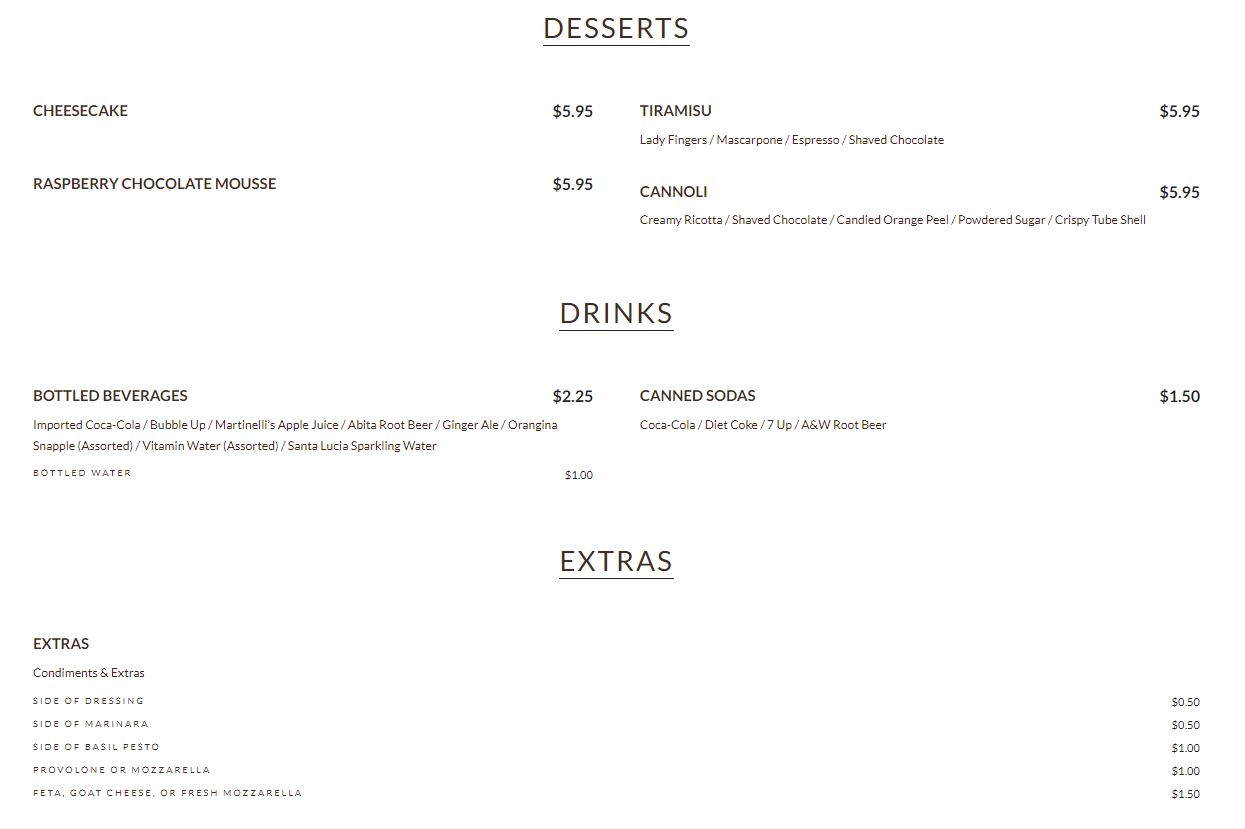 DESSERTS
CHEESECAKE $5.95
RASPBERRY CHOCOLATE MOUSSE $5.95
TIRAMISU $5.95
Lady Fingers / Mascarpone / Espresso / Shaved Chocolate
CANNOLI $5.95
Creamy Ricotta / Shaved Chocolate / Candied Orange Peel / Powdered Sugar / Crispy Tube Shell
DRINKS
BOTTLED BEVERAGES $2.25
Imported Coca-Cola / Bubble Up / Martinelli's Apple Juice / Abita Root Beer / Ginger Ale / Orangina
Snapple (Assorted) / Vitamin Water (Assorted) / Santa Lucia Sparkling Water
BOTTLED WATER $1.00
CANNED SODAS $1.50
Coca-Cola / Diet Coke / 7 Up / A&W Root Beer
EXTRAS
EXTRAS
Condiments & Extras
SIDE OF DRESSING $0.50
SIDE OF MARINARA $0.50
SIDE OF BASIL PESTO $1.00
PROVOLONE OR MOZZARELLA $1.00
FETA, GOAT CHEESE, OR FRESH MOZZARELLA $1.50